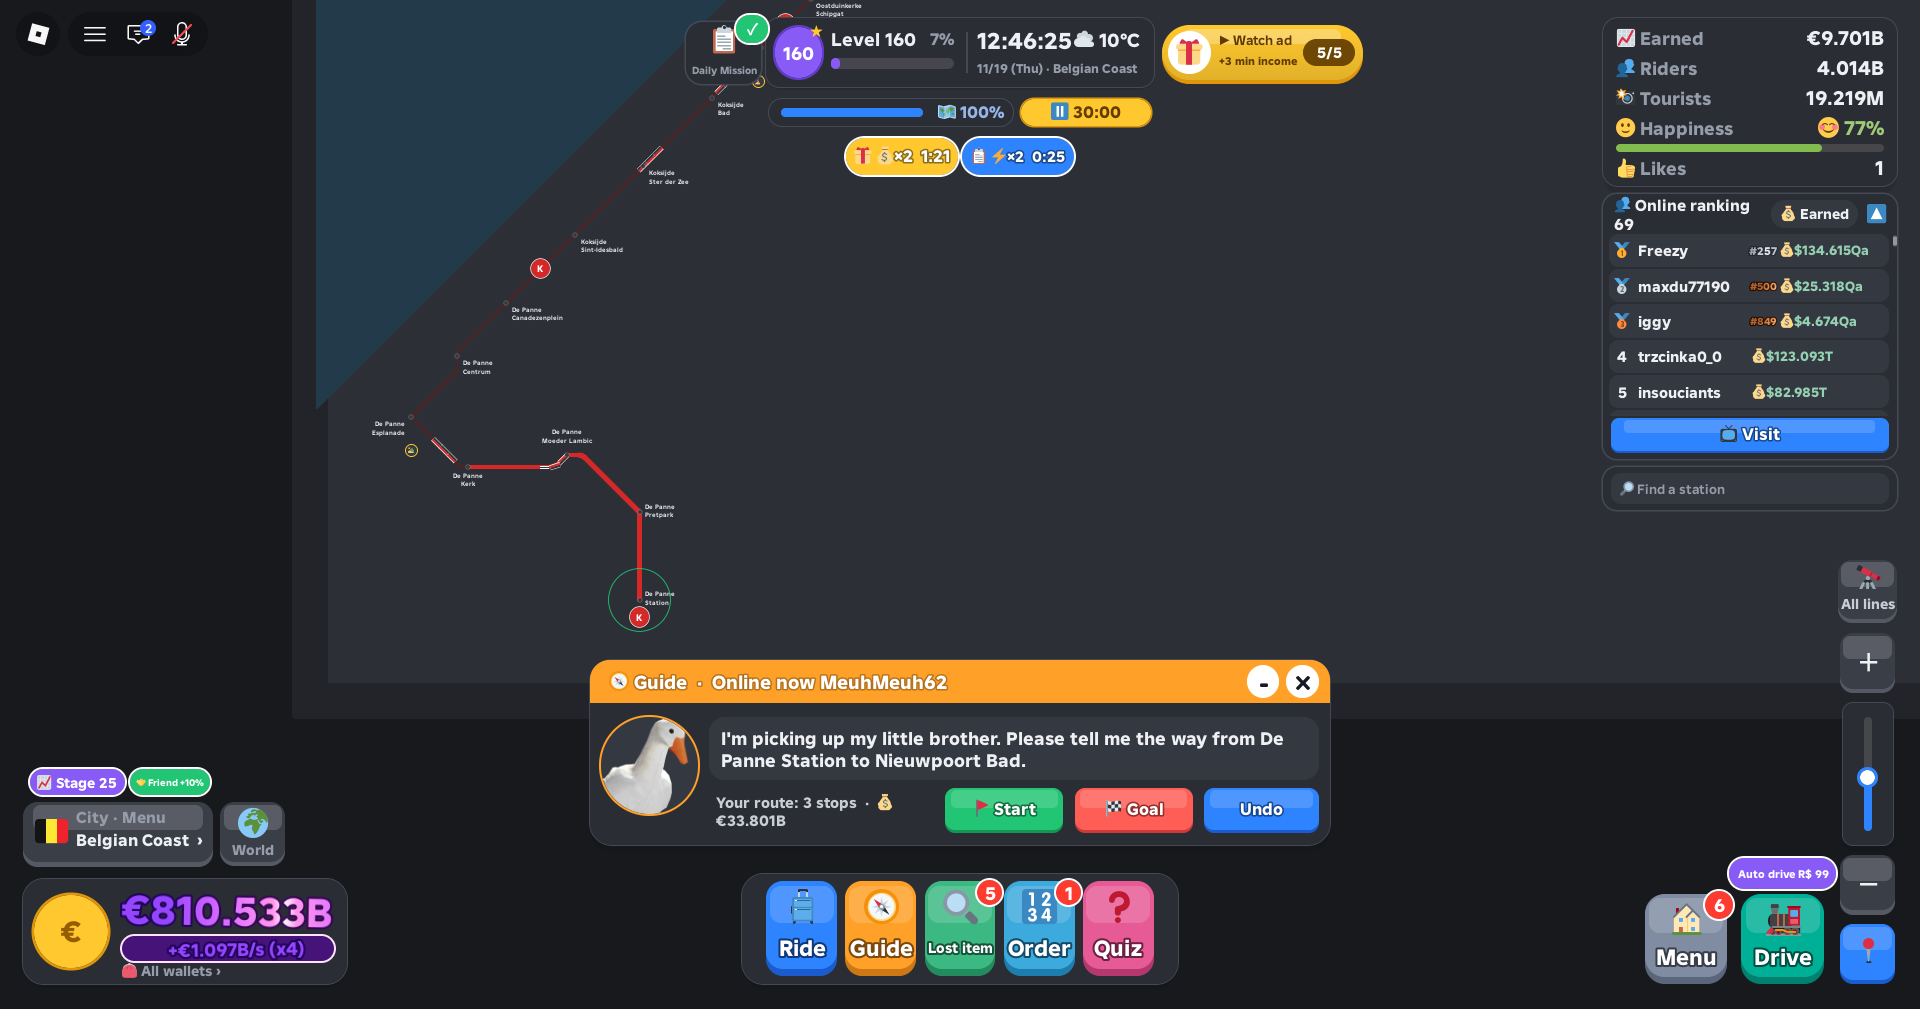 2
Daily Mission
160
Level 160
7%
12:46:25
10°C
11/19 (Thu) · Belgian Coast
▶ Watch ad
+3 min income
5/5
100%
30:00
×2 1:21
×2 0:25
Earned
€9.701B
Riders
4.014B
Tourists
19.219M
Happiness
77%
Likes
1
Online ranking
69
Earned
Freezy
#257
$134.615Qa
maxdu77190
#500
$25.318Qa
iggy
#849
$4.674Qa
4 trzcinka0_0
$123.093T
5 insouciants
$82.985T
Visit
Find a station
Oostduinkerke
Schipgat
Koksijde
Bad
Koksijde
Ster der Zee
Koksijde
Sint-Idesbald
K
De Panne
Canadezenplein
De Panne
Centrum
De Panne
Esplanade
De Panne
Moeder Lambic
De Panne
Kerk
De Panne
Pretpark
De Panne
Station
K
All lines
+
Guide · Online now MeuhMeuh62
I'm picking up my little brother. Please tell me the way from De
Panne Station to Nieuwpoort Bad.
Your route: 3 stops ·
€33.801B
Start
Goal
Undo
Stage 25
Friend +10%
City · Menu
Belgian Coast ›
World
€
€810.533B
+€1.097B/s (x4)
All wallets ›
Ride
Guide
5
Lost item
1
1 2
3 4
Order
Quiz
Auto drive R$ 99
6
Menu
Drive